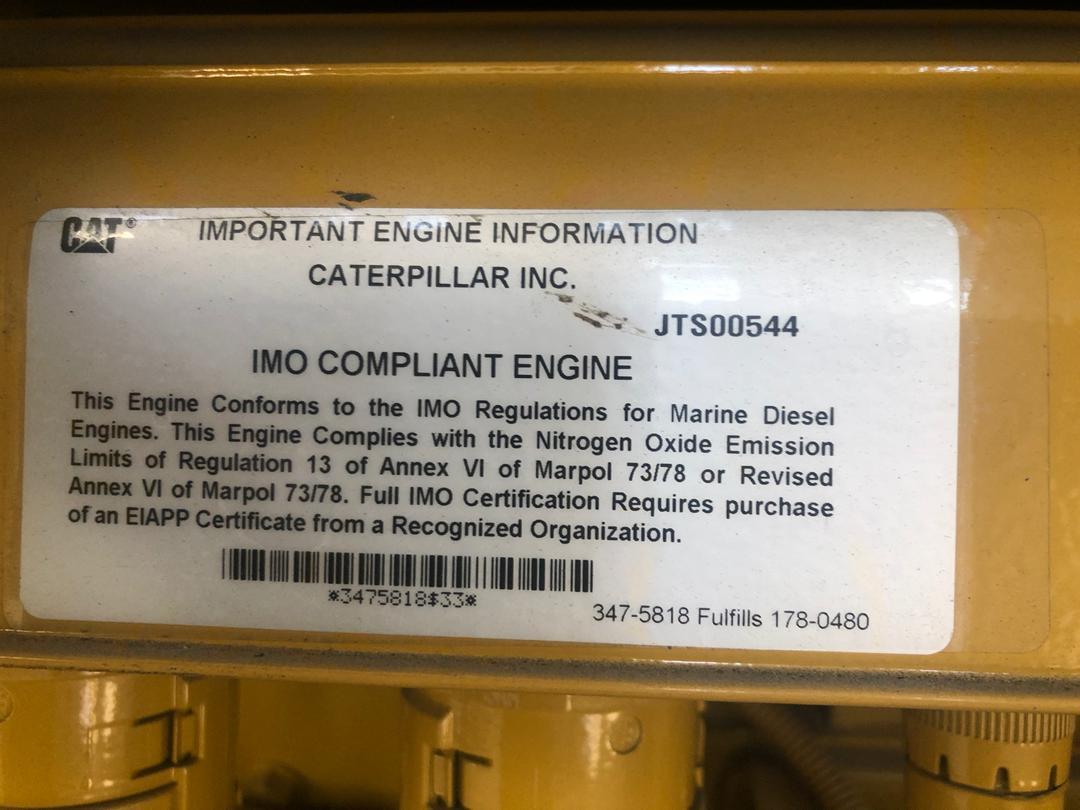 CAT® IMPORTANT ENGINE INFORMATION
CATERPILLAR INC.
JTS00544
IMO COMPLIANT ENGINE
This Engine Conforms to the IMO Regulations for Marine Diesel
Engines. This Engine Complies with the Nitrogen Oxide Emission
Limits of Regulation 13 of Annex VI of Marpol 73/78 or Revised
Annex VI of Marpol 73/78. Full IMO Certification Requires purchase
of an EIAPP Certificate from a Recognized Organization.
*3475818$33*
347-5818 Fulfills 178-0480